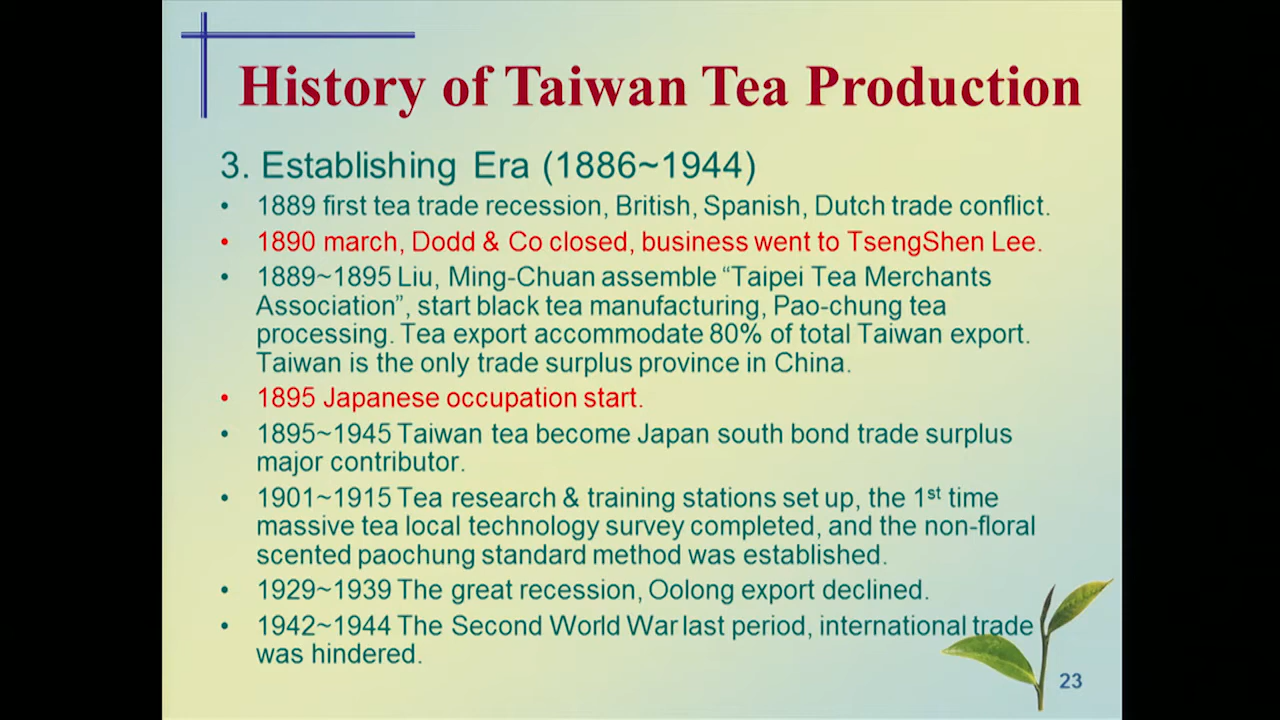 History of Taiwan Tea Production
3. Establishing Era (1886~1944)
• 1889 first tea trade recession, British, Spanish, Dutch trade conflict.
• 1890 march, Dodd & Co closed, business went to TsengShen Lee.
• 1889~1895 Liu, Ming-Chuan assemble “Taipei Tea Merchants
Association”, start black tea manufacturing, Pao-chung tea
processing. Tea export accommodate 80% of total Taiwan export.
Taiwan is the only trade surplus province in China.
• 1895 Japanese occupation start.
• 1895~1945 Taiwan tea become Japan south bond trade surplus
major contributor.
• 1901~1915 Tea research & training stations set up, the 1st time
massive tea local technology survey completed, and the non-floral
scented paochung standard method was established.
• 1929~1939 The great recession, Oolong export declined.
• 1942~1944 The Second World War last period, international trade
was hindered.
23